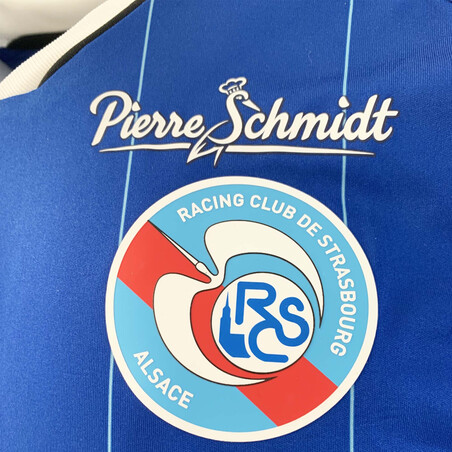 Pierre Schmidt
RACING CLUB DE STRASBOURG
RCS
ALSACE